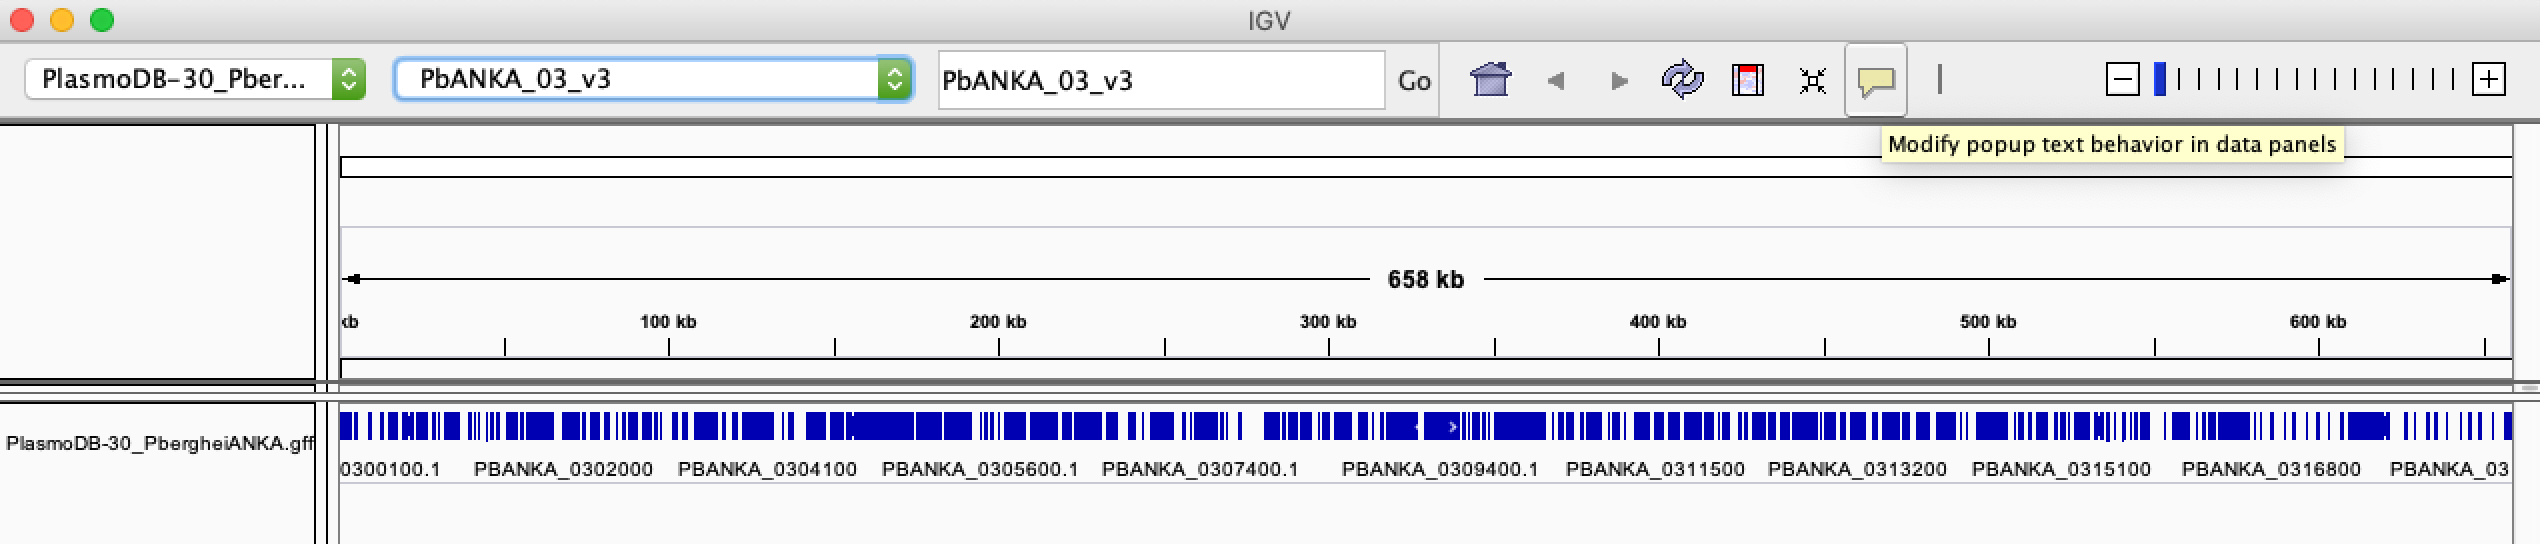 IGV
PlasmoDB-30_Pber... PbANKA_03_v3 PbANKA_03_v3 Go
Modify popup text behavior in data panels
658 kb
kb 100 kb 200 kb 300 kb 400 kb 500 kb 600 kb
PlasmoDB-30_PbergheiANKA.gff
0300100.1 PBANKA_0302000 PBANKA_0304100 PBANKA_0305600.1 PBANKA_0307400.1 PBANKA_0309400.1 PBANKA_0311500 PBANKA_0313200 PBANKA_0315100 PBANKA_0316800 PBANKA_03